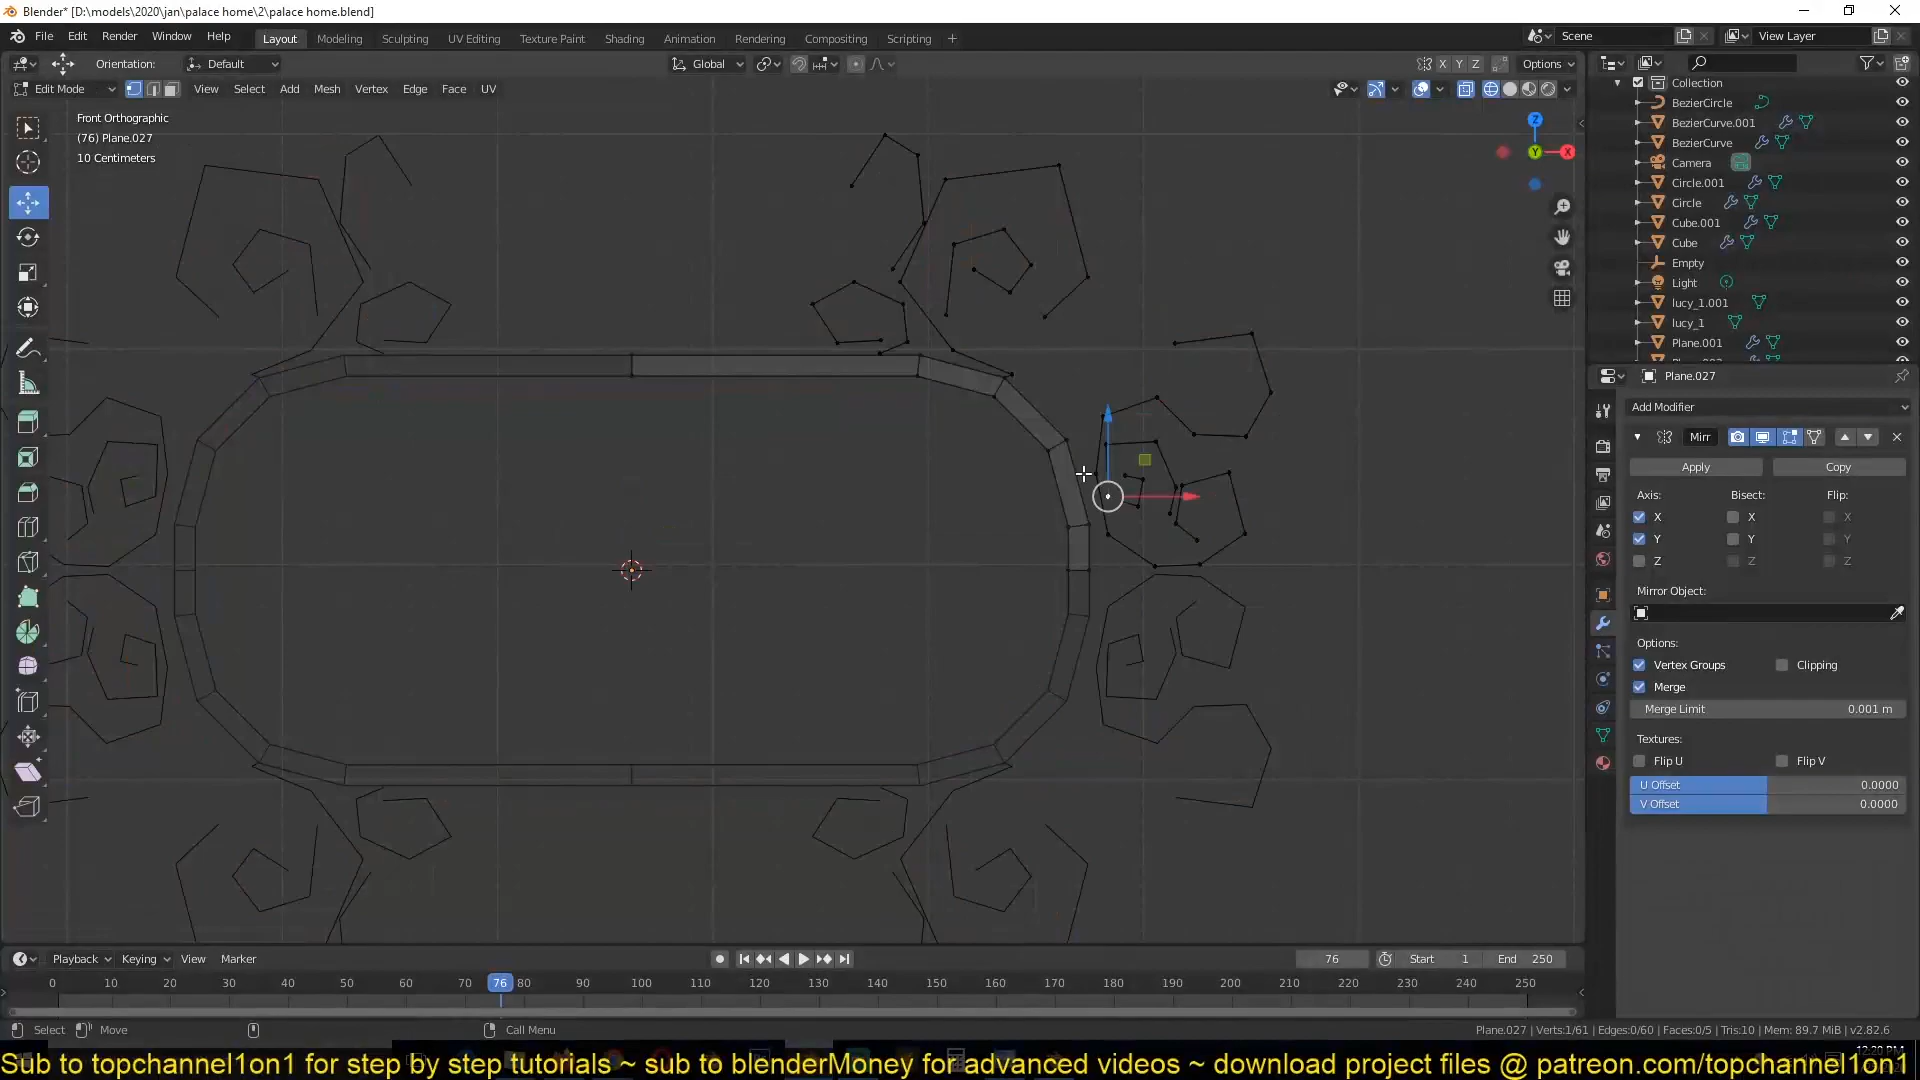 Blender* [D:\models\2020\jan\palace home\2\palace home.blend]
File Edit Render Window Help Layout Modeling Sculpting UV Editing Texture Paint Shading Animation Rendering Compositing Scripting + Scene View Layer
Orientation: Default Global X Y Z Options
Edit Mode View Select Add Mesh Vertex Edge Face UV
Front Orthographic
(76) Plane.027
10 Centimeters
Z
Y
X
Collection
BezierCircle
BezierCurve.001
BezierCurve
Camera
Circle.001
Circle
Cube.001
Cube
Empty
Light
lucy_1.001
lucy_1
Plane.001
Plane.027
Add Modifier
Mirr
Apply Copy
Axis: Bisect: Flip:
X X X
Y Y Y
Z Z Z
Mirror Object:
Options:
Vertex Groups Clipping
Merge
Merge Limit 0.001 m
Textures:
Flip U Flip V
U Offset 0.0000
V Offset 0.0000
Playback Keying View Marker 76 Start 1 End 250
0 10 20 30 40 50 60 70 76 80 90 100 110 120 130 140 150 160 170 180 190 200 210 220 230 240 250
Select Move Call Menu Plane.027 | Verts:1/61 | Edges:0/60 | Faces:0/5 | Tris:10 | Mem: 89.7 MiB | v2.82.6
12:20 PM
Sub to topchannel1on1 for step by step tutorials ~ sub to blenderMoney for advanced videos ~ download project files @ patreon.com/topchannel1on1